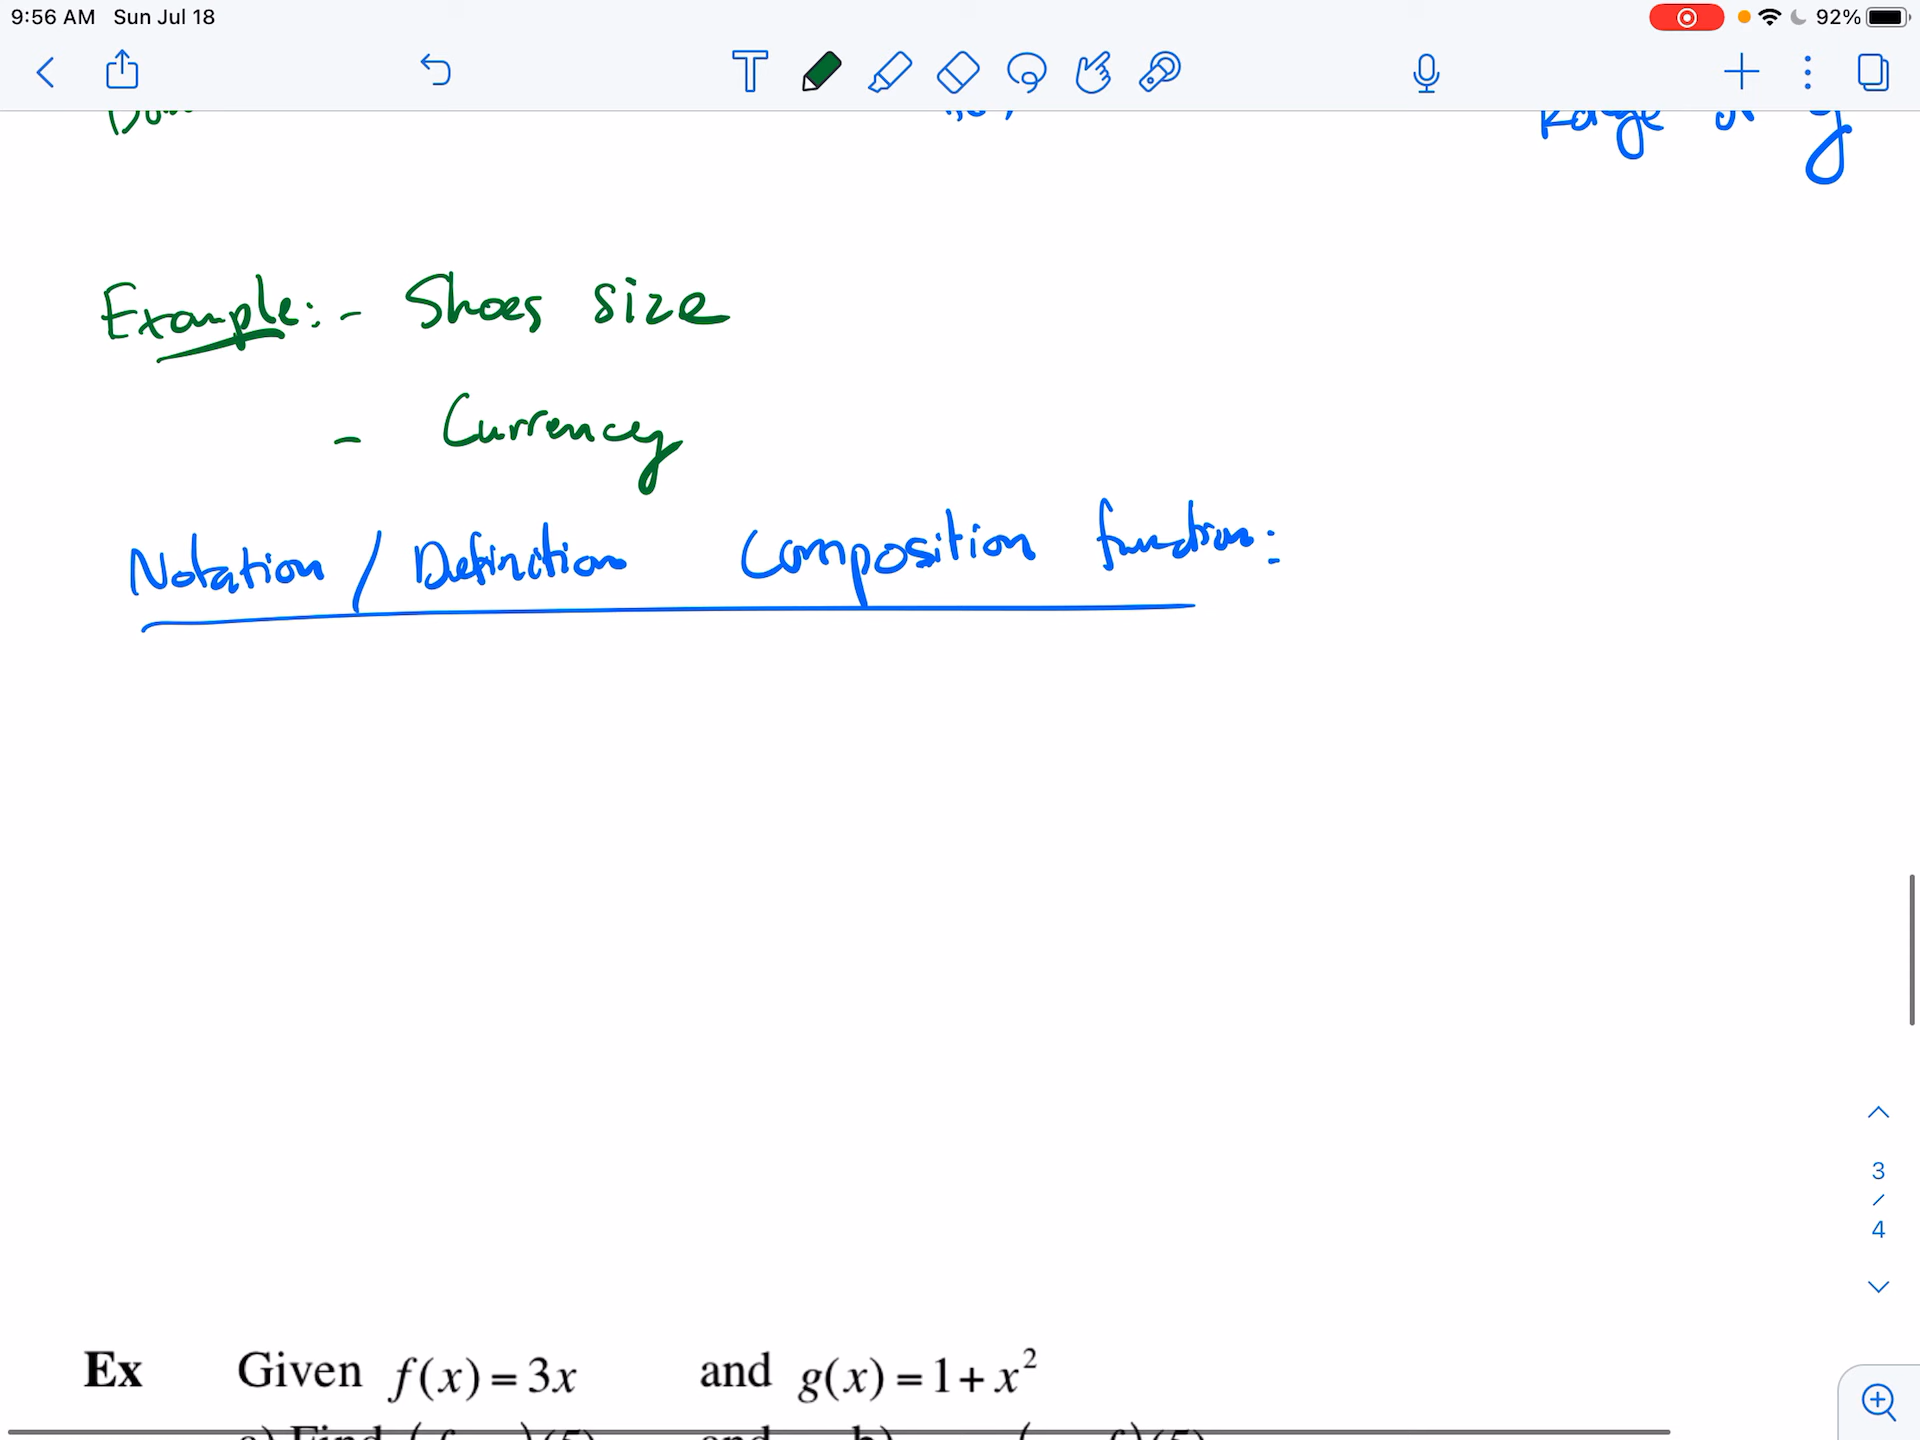 9:56 AM Sun Jul 18
92%
Range of y
Example:- Shoes size
- Currency
Notation / Definition Composition function:
3
/
4
Ex Given f(x) = 3x and g(x) = 1 + x²